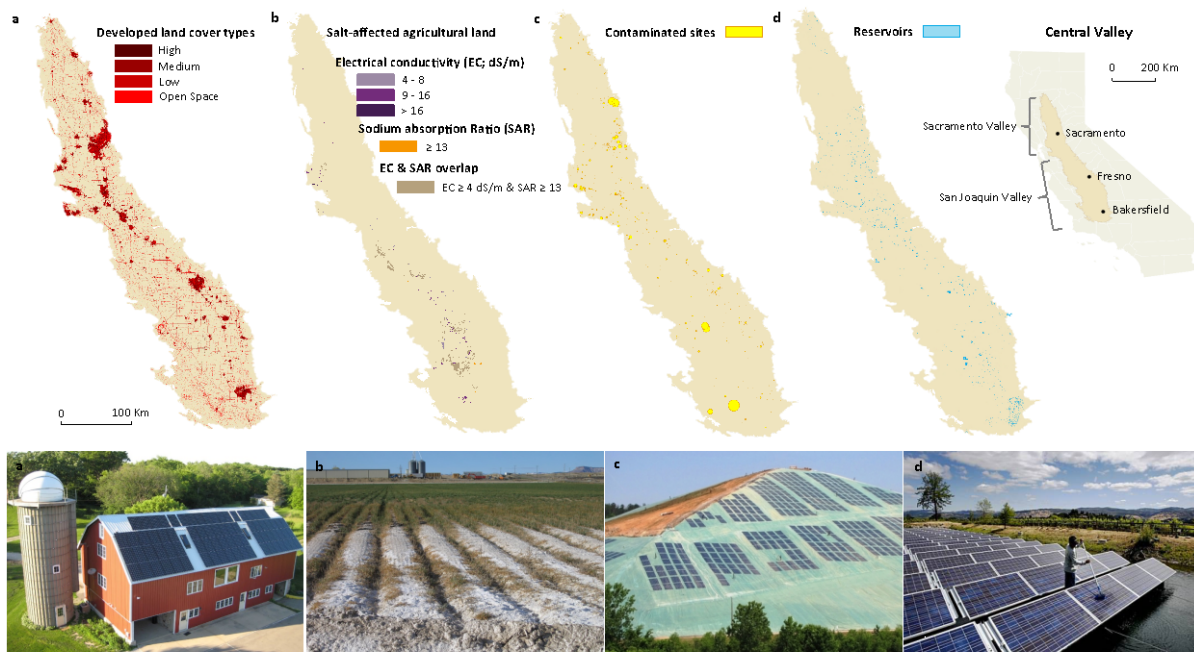 a
Developed land cover types
High
Medium
Low
Open Space
0 100 Km
b
Salt-affected agricultural land
Electrical conductivity (EC; dS/m)
4 - 8
9 - 16
> 16
Sodium absorption Ratio (SAR)
≥ 13
EC & SAR overlap
EC ≥ 4 dS/m & SAR ≥ 13
c
Contaminated sites
d
Reservoirs
Central Valley
0 200 Km
Sacramento Valley
Sacramento
Fresno
San Joaquin Valley
Bakersfield
a
b
c
d